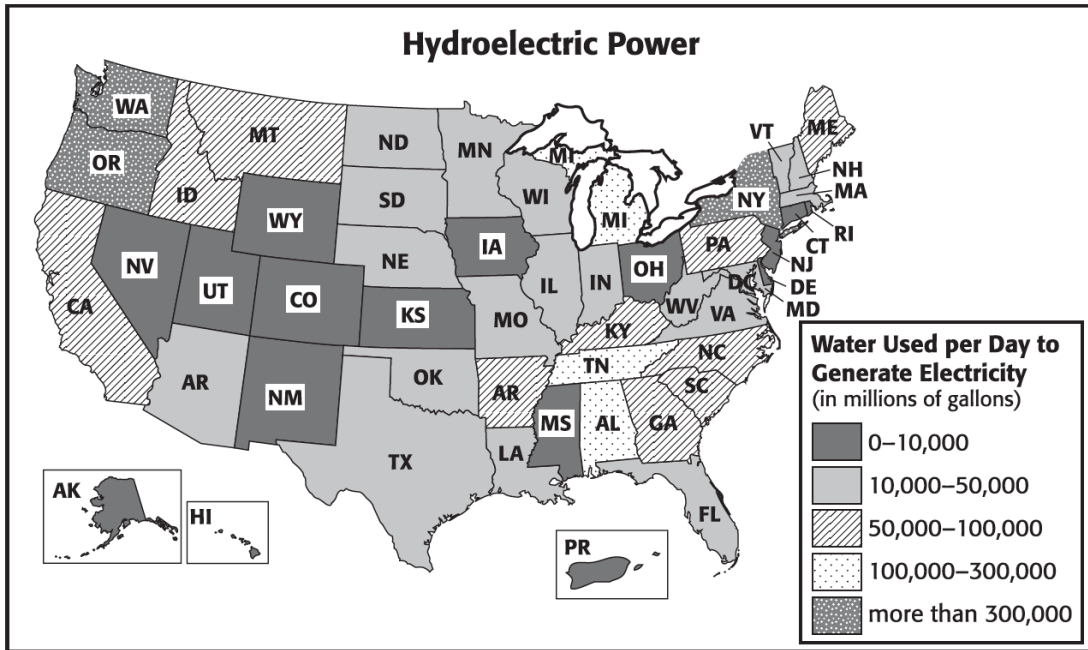 Hydroelectric Power
WA
OR
MT
ID
WY
ND
SD
NE
MN
WI
MI
MI
IA
NV
UT
CO
KS
CA
AR
NM
OK
TX
MO
IL
IN
OH
KY
TN
AR
LA
MS
AL
GA
FL
SC
NC
VA
WV
PA
NY
VT
ME
NH
MA
RI
CT
NJ
DE
DC
MD
AK
HI
PR
Water Used per Day to
Generate Electricity
(in millions of gallons)
0–10,000
10,000–50,000
50,000–100,000
100,000–300,000
more than 300,000